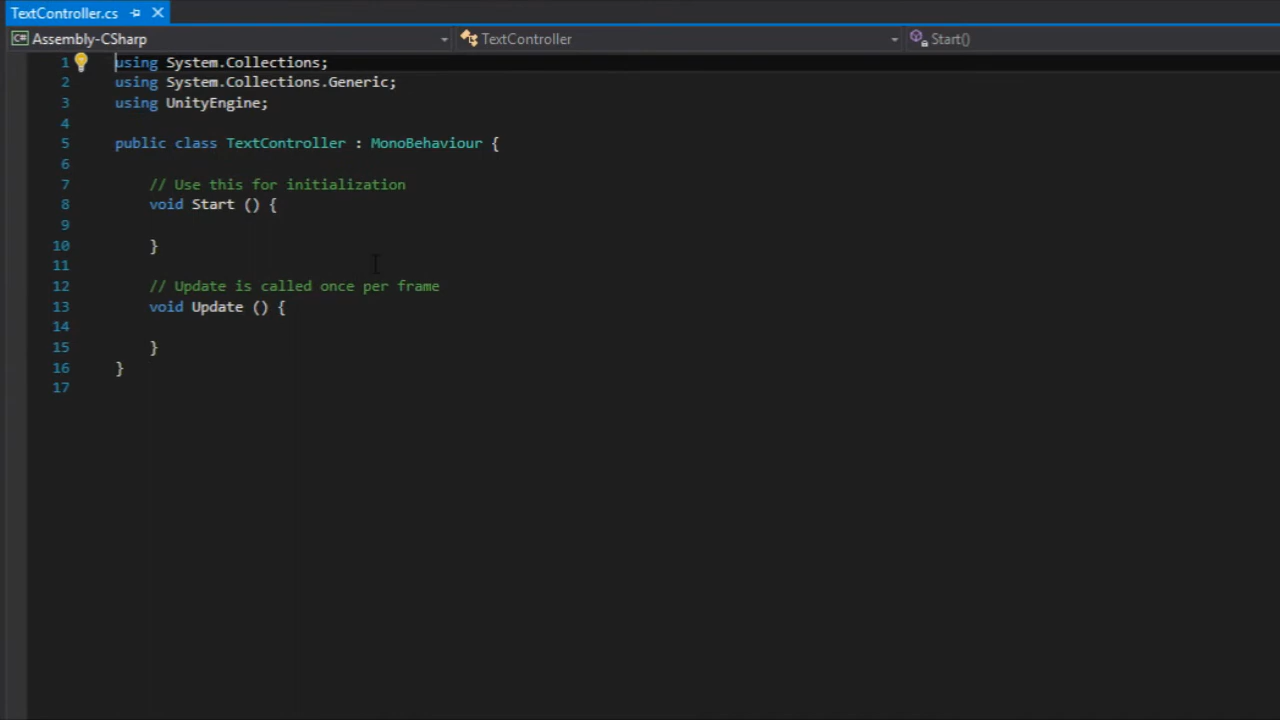 TextController.cs
C# Assembly-CSharp TextController Start()
1 using System.Collections;
2 using System.Collections.Generic;
3 using UnityEngine;
4
5 public class TextController : MonoBehaviour {
6
7 // Use this for initialization
8 void Start () {
9
10 }
11
12 // Update is called once per frame
13 void Update () {
14
15 }
16 }
17